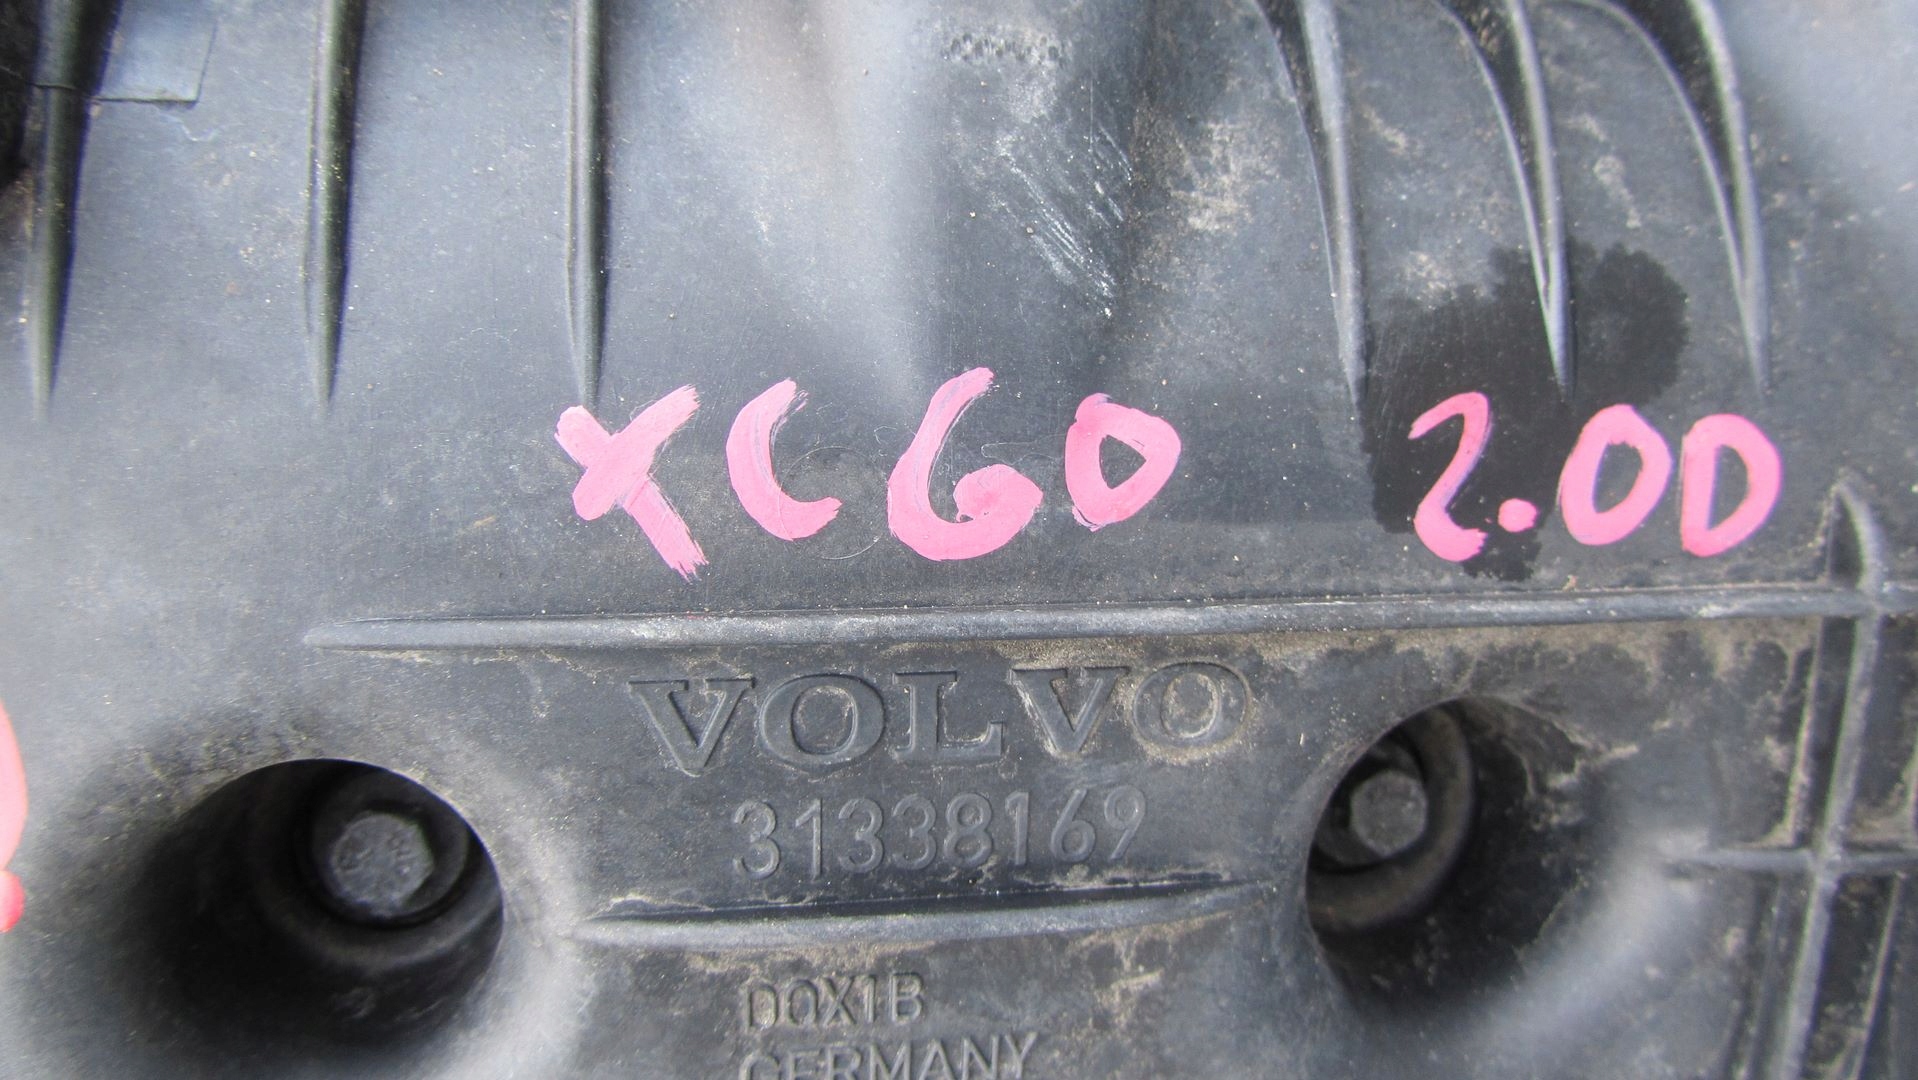 XC60 2.0D
VOLVO
31338169
DQX1B
GERMANY